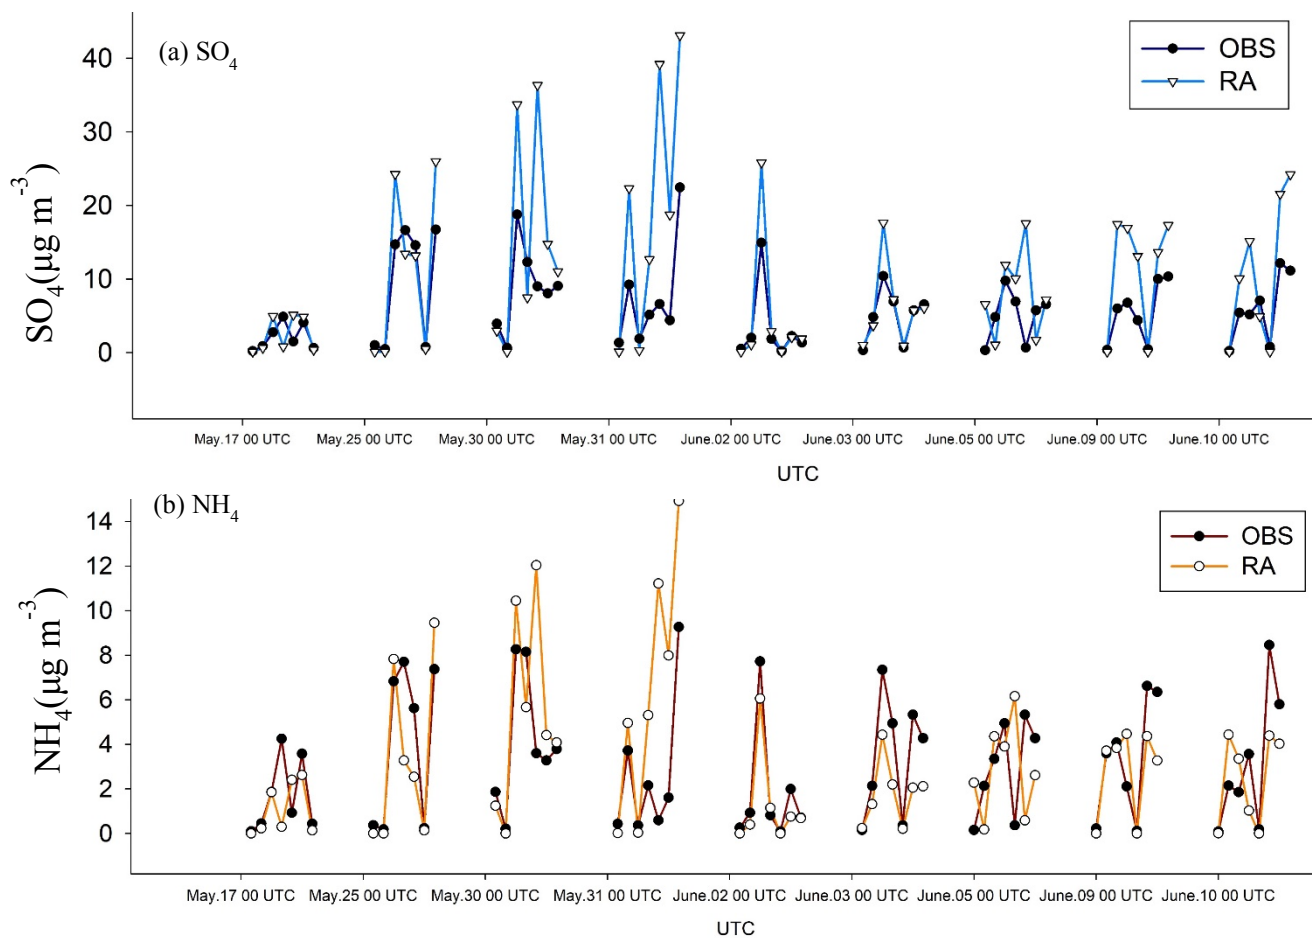 (a) SO4
OBS
RA
SO4(μg m-3)
40
30
20
10
0
May.17 00 UTC May.25 00 UTC May.30 00 UTC May.31 00 UTC June.02 00 UTC June.03 00 UTC June.05 00 UTC June.09 00 UTC June.10 00 UTC
UTC
(b) NH4
OBS
RA
NH4(μg m-3)
14
12
10
8
6
4
2
0
May.17 00 UTC May.25 00 UTC May.30 00 UTC May.31 00 UTC June.02 00 UTC June.03 00 UTC June.05 00 UTC June.09 00 UTC June.10 00 UTC
UTC